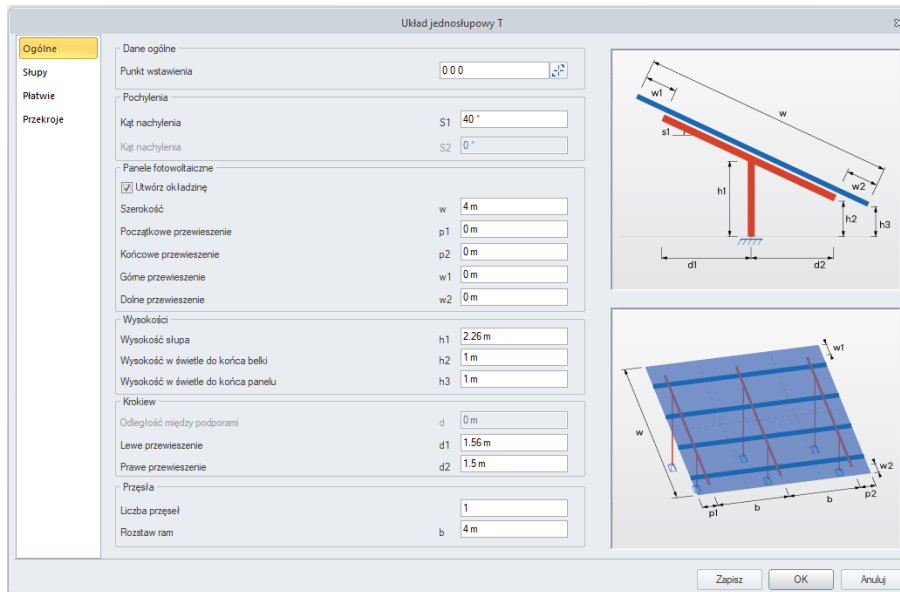 Układ jednosłupowy T
Ogólne
Słupy
Płatwie
Przekroje
Dane ogólne
Punkt wstawienia 0 0 0
Pochylenia
Kąt nachylenia S1 40 °
Kąt nachylenia S2 0 °
Panele fotowoltaiczne
Utwórz okładzinę
Szerokość w 4 m
Początkowe przewieszenie p1 0 m
Końcowe przewieszenie p2 0 m
Górne przewieszenie w1 0 m
Dolne przewieszenie w2 0 m
Wysokości
Wysokość słupa h1 2.26 m
Wysokość w świetle do końca belki h2 1 m
Wysokość w świetle do końca panelu h3 1 m
Krokiew
Odległość między podporami d 0 m
Lewe przewieszenie d1 1.56 m
Prawe przewieszenie d2 1.5 m
Przęsła
Liczba przęseł 1
Rozstaw ram b 4 m
w1
w
s1
w2
h1
h2
h3
d1 d2
w1
w
w2
p1 b b p2
Zapisz OK Anuluj